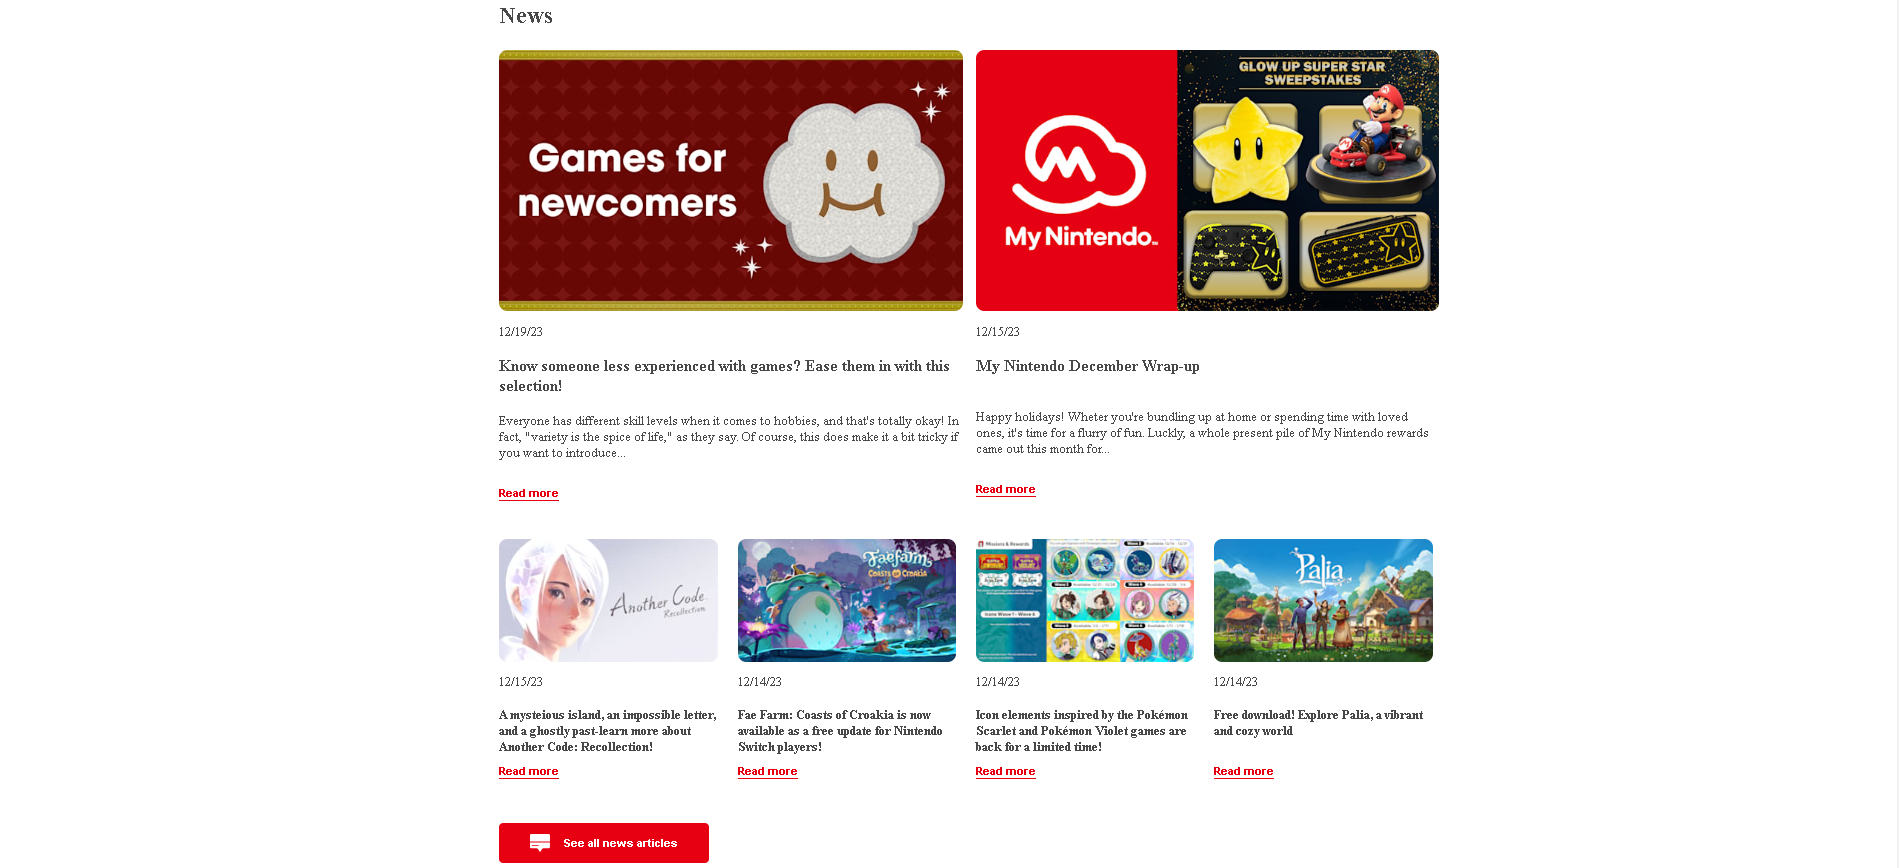 News
Games for
newcomers
My Nintendo
GLOW UP SUPER STAR
SWEEPSTAKES
12/19/23
Know someone less experienced with games? Ease them in with this
selection!
Everyone has different skill levels when it comes to hobbies, and that's totally okay! In
fact, "variety is the spice of life," as they say. Of course, this does make it a bit tricky if
you want to introduce...
Read more
12/15/23
My Nintendo December Wrap-up
Happy holidays! Wheter you're bundling up at home or spending time with loved
ones, it's time for a flurry of fun. Luckly, a whole present pile of My Nintendo rewards
came out this month for...
Read more
Another Code
Recollection
12/15/23
A mysteious island, an impossible letter,
and a ghostly past-learn more about
Another Code: Recollection!
Read more
Fae farm
COASTS OF CROAKIA
12/14/23
Fae Farm: Coasts of Croakia is now
available as a free update for Nintendo
Switch players!
Read more
Missions & Rewards
Icons Wave 1 - Wave 6
12/14/23
Icon elements inspired by the Pokémon
Scarlet and Pokémon Violet games are
back for a limited time!
Read more
Palia
12/14/23
Free download! Explore Palia, a vibrant
and cozy world
Read more
See all news articles